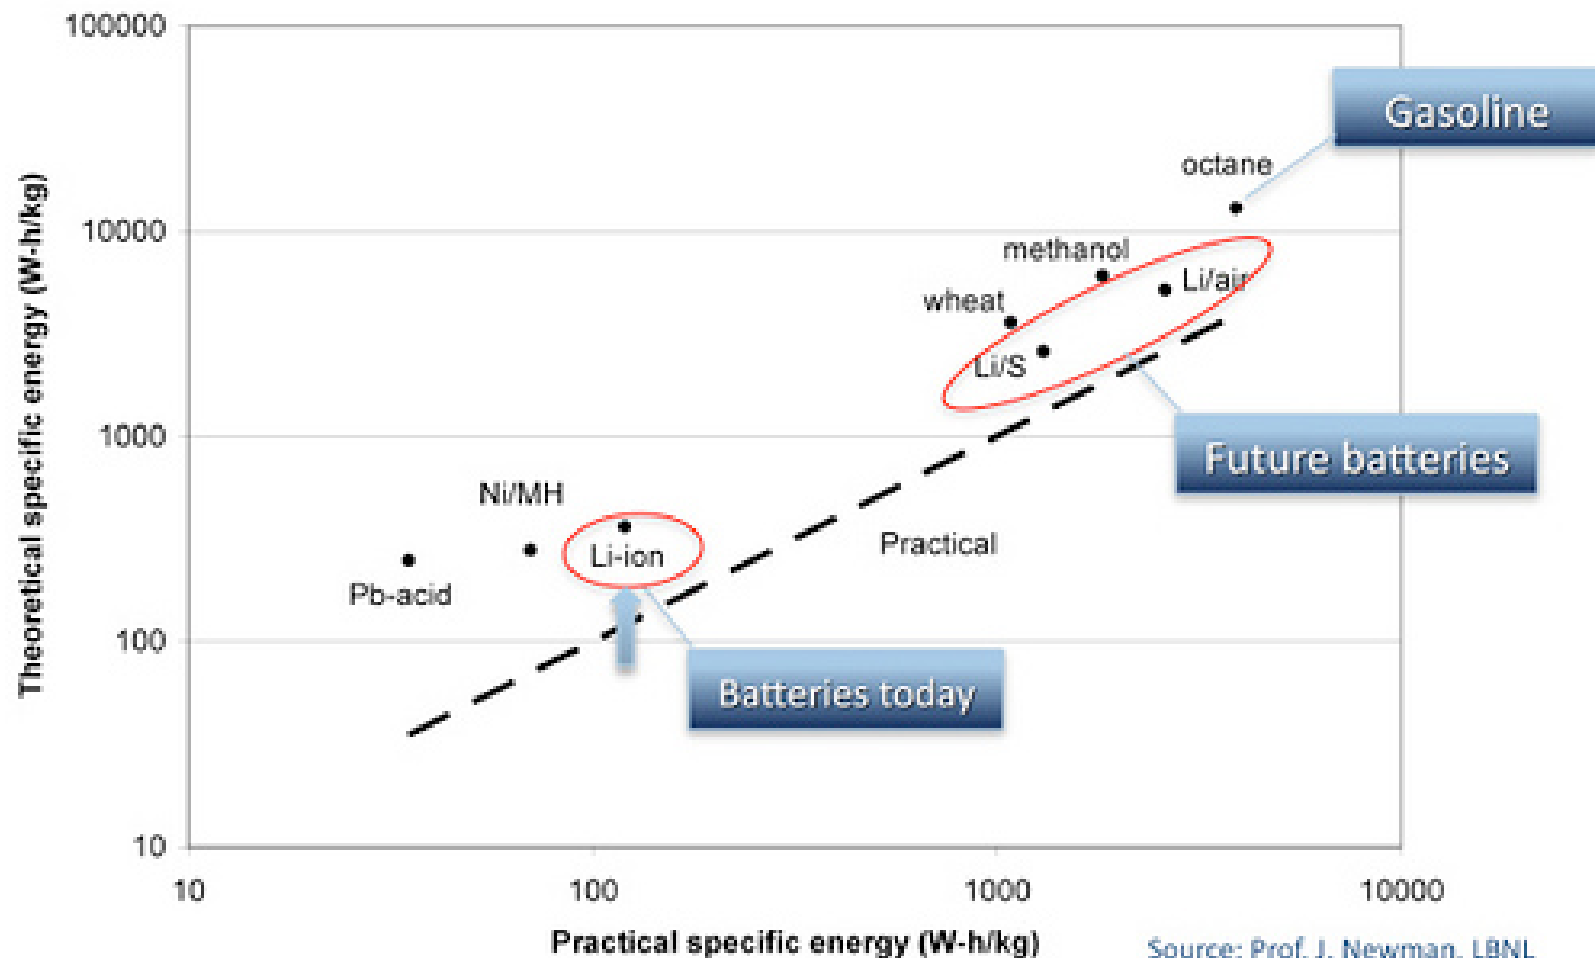 100000
Gasoline
octane
10000
methanol
Li/air
wheat
Li/S
1000
Future batteries
Ni/MH
Practical
Li-ion
Pb-acid
100
Batteries today
10
10
100
1000
10000
Theoretical specific energy (W-h/kg)
Practical specific energy (W-h/kg)
Source: Prof. J. Newman, LBNL